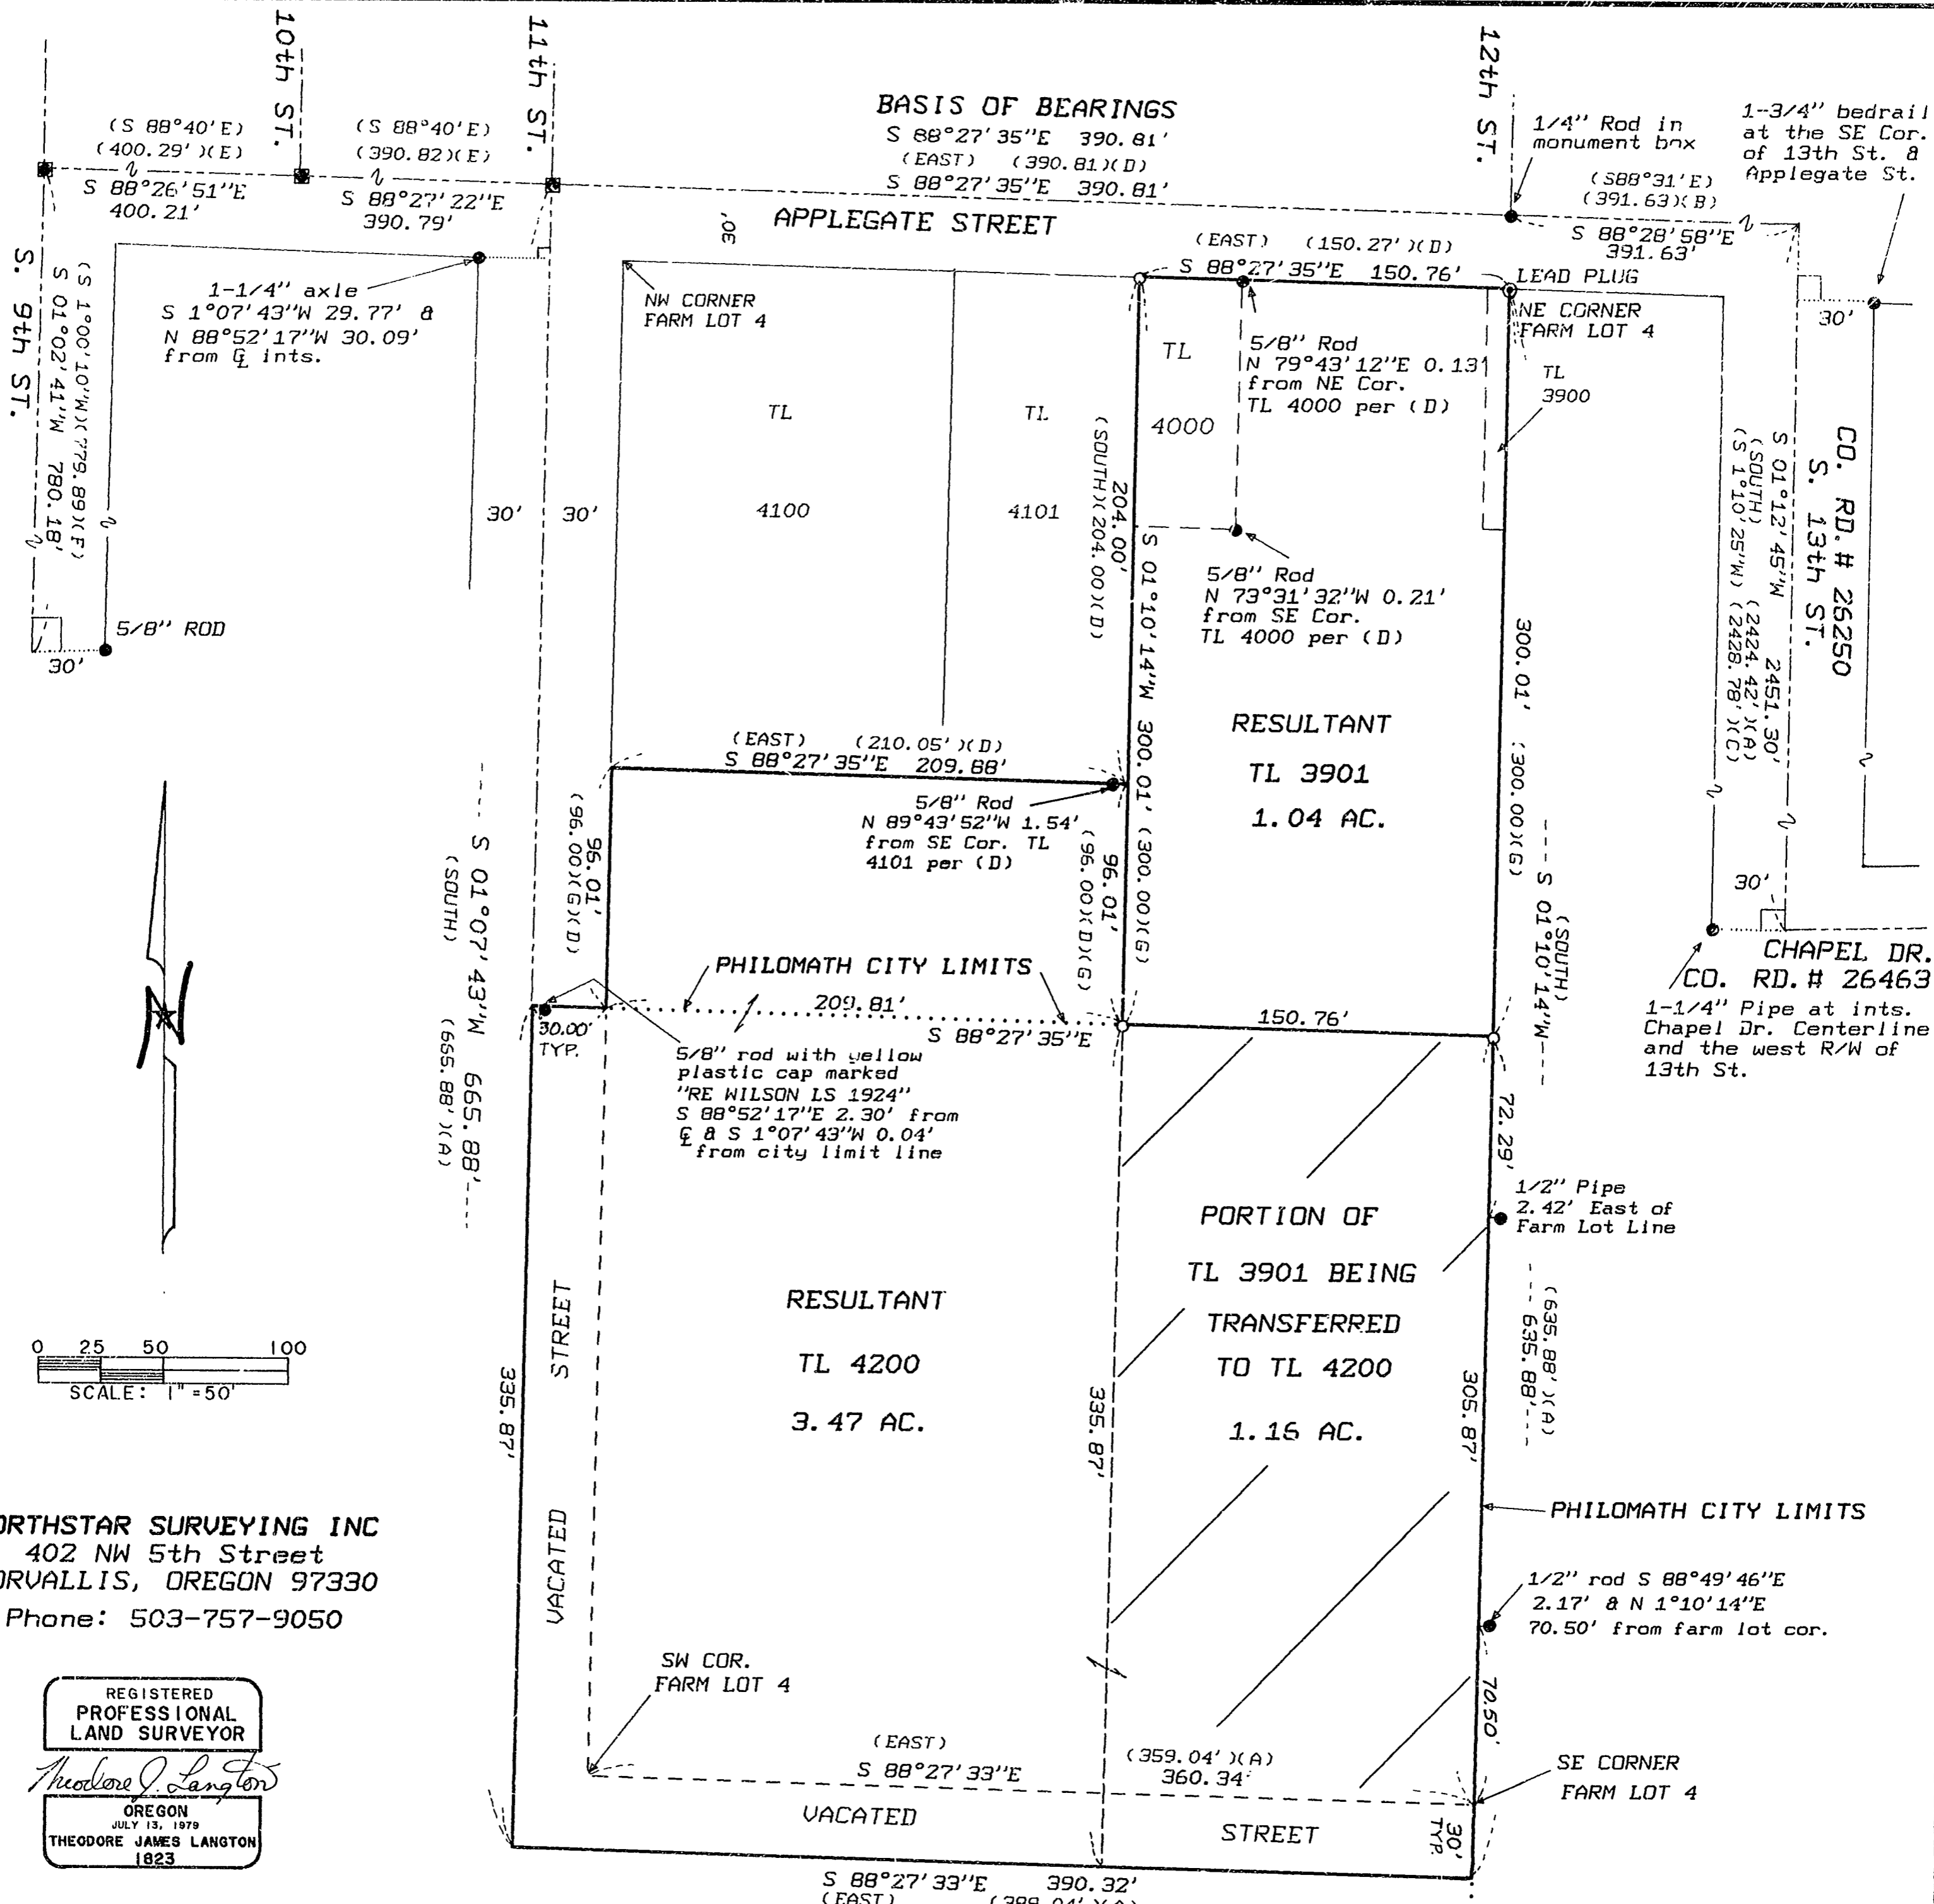 10th ST.
11th ST.
12th ST.
BASIS OF BEARINGS
S 88°27'35"E 390.81'
(EAST) (390.81)(D)
S 88°27'35"E 390.81'
APPLEGATE STREET
30'
(S 88°40'E)
(400.29')(E)
S 88°26'51"E
400.21'
(S 88°40'E)
(390.82)(E)
S 88°27'22"E
390.79'
1/4" Rod in
monument box
1-3/4" bedrail
at the SE Cor.
of 13th St. &
Applegate St.
(S88°31'E)
(391.63)(B)
S 88°28'58"E
391.63'
(EAST) (150.27')(D)
S 88°27'35"E 150.76'
LEAD PLUG
NE CORNER
FARM LOT 4
30'
S. 9th ST.
(S 1°00'10"W)(779.89)(F)
S 01°02'41"W 780.18'
1-1/4" axle
S 1°07'43"W 29.77' &
N 88°52'17"W 30.09'
from ℄ ints.
NW CORNER
FARM LOT 4
TL
4100
TL
4101
TL
4000
5/8" Rod
N 79°43'12"E 0.13'
from NE Cor.
TL 4000 per (D)
TL
3900
204.00'
(SOUTH)(204.00)(D)
S 01°10'14"W 300.01' (300.00)(G)
5/8" Rod
N 73°31'32"W 0.21'
from SE Cor.
TL 4000 per (D)
300.01' (300.00)(G)
CO. RD.# 26250
S. 13th ST.
S 01°12'45"W 2451.30'
(SOUTH) (2424.42')(A)
(S 1°10'25"W) (2428.78')(C)
30'
30'
5/8" ROD
30'
RESULTANT
TL 3901
1.04 AC.
(EAST) (210.05')(D)
S 88°27'35"E 209.88'
5/8" Rod
N 89°43'52"W 1.54'
from SE Cor. TL
4101 per (D)
96.01'
(96.00)(G)(D)
96.01'
(96.00)(D)(G)
S 01°07'43"W 665.88'
(SOUTH) (665.88')(A)
(SOUTH)
S 01°10'14"W
30'
CHAPEL DR.
CO. RD.# 26463
1-1/4" Pipe at ints.
Chapel Dr. Centerline
and the west R/W of
13th St.
PHILOMATH CITY LIMITS
209.81'
S 88°27'35"E
150.76'
30.00'
TYP.
5/8" rod with yellow
plastic cap marked
"RE WILSON LS 1924"
S 88°52'17"E 2.30' from
℄ & S 1°07'43"W 0.04'
from city limit line
N
72.29'
1/2" Pipe
2.42' East of
Farm Lot Line
PORTION OF
TL 3901 BEING
TRANSFERRED
TO TL 4200
1.16 AC.
(635.88')(A)
635.88'
RESULTANT
TL 4200
3.47 AC.
STREET
VACATED
335.87'
335.87'
305.87'
0 25 50 100
SCALE: 1"=50'
PHILOMATH CITY LIMITS
ORTHSTAR SURVEYING INC
402 NW 5th Street
ORVALLIS, OREGON 97330
Phone: 503-757-9050
1/2" rod S 88°49'46"E
2.17' & N 1°10'14"E
70.50' from farm lot cor.
REGISTERED
PROFESSIONAL
LAND SURVEYOR
Theodore J. Langton
OREGON
JULY 13, 1979
THEODORE JAMES LANGTON
1823
SW COR.
FARM LOT 4
70.50'
(EAST) (359.04')(A)
S 88°27'33"E 360.34'
SE CORNER
FARM LOT 4
VACATED STREET
30'
TYP.
S 88°27'33"E 390.32'
(EAST) (389.04')(A)